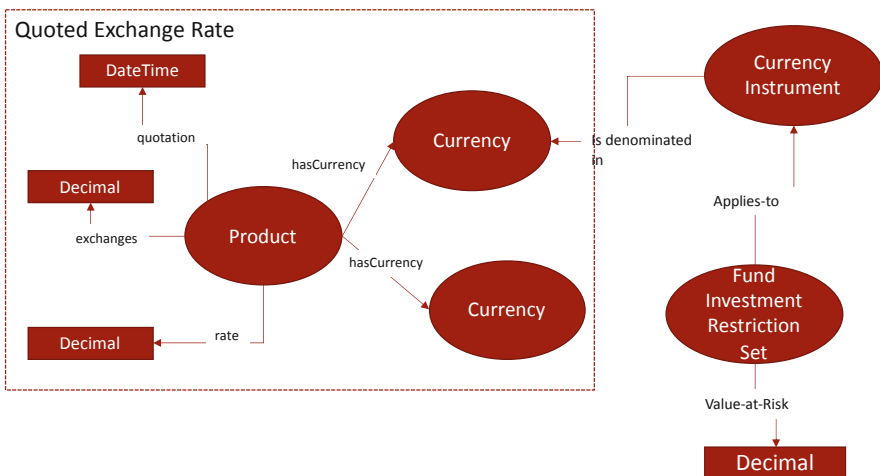 Quoted Exchange Rate
DateTime
quotation
Decimal
exchanges
Product
rate
Decimal
hasCurrency
hasCurrency
Currency
Currency
Is denominated
in
Currency
Instrument
Applies-to
Fund
Investment
Restriction
Set
Value-at-Risk
Decimal